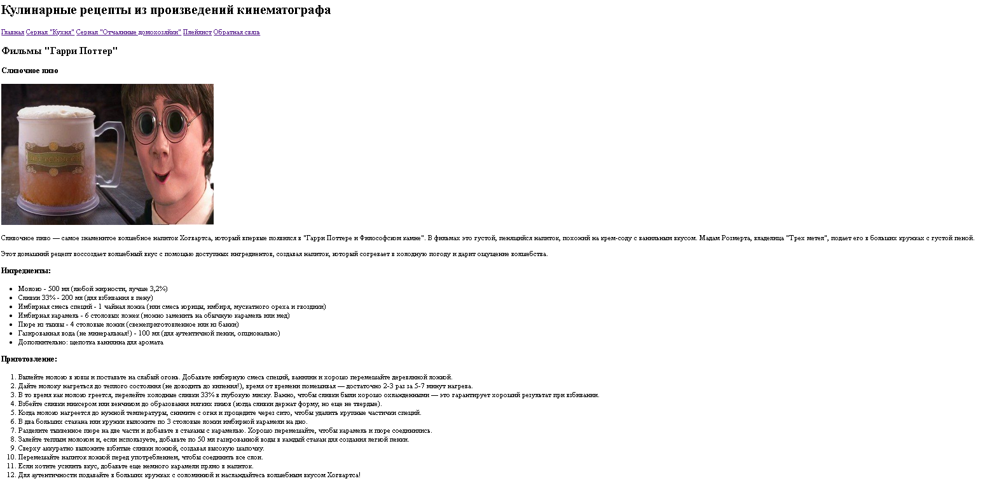 Кулинарные рецепты из произведений кинематографа
Главная Сериал "Кухня" Сериал "Отчаянные домохозяйки" Плейлист Обратная связь
Фильмы "Гарри Поттер"
Сливочное пиво
Сливочное пиво — самое знаменитое волшебное напиток Хогвартса, который впервые появился в "Гарри Поттере и Философском камне". В фильмах это густой, пенящийся напиток, похожий на крем-соду с ванильным вкусом. Мадам Розмерта, владелица "Трех метел", подает его в больших кружках с густой пеной.
Этот домашний рецепт воссоздает волшебный вкус с помощью доступных ингредиентов, создавая напиток, который согревает в холодную погоду и дарит ощущение волшебства.
Ингредиенты:
• Молоко - 500 мл (любой жирности, лучше 3,2%)
• Сливки 33% - 200 мл (для взбивания в пену)
• Имбирная смесь специй - 1 чайная ложка (или смесь корицы, имбиря, мускатного ореха и гвоздики)
• Имбирная карамель - 6 столовых ложек (можно заменить на обычную карамель или мед)
• Пюре из тыквы - 4 столовые ложки (свежеприготовленное или из банки)
• Газированная вода (не минеральная!) - 100 мл (для аутентичной пенки, опционально)
• Дополнительно: щепотка ванилина для аромата
Приготовление:
1. Вылейте молоко в ковш и поставьте на слабый огонь. Добавьте имбирную смесь специй, ванилин и хорошо перемешайте деревянной ложкой.
2. Дайте молоку нагреться до теплого состояния (не доводить до кипения!), время от времени помешивая — достаточно 2-3 раз за 5-7 минут нагрева.
3. В то время как молоко греется, перелейте холодные сливки 33% в глубокую миску. Важно, чтобы сливки были хорошо охлажденными — это гарантирует хороший результат при взбивании.
4. Взбейте сливки миксером или венчиком до образования мягких пиков (когда сливки держат форму, но еще не твердые).
5. Когда молоко нагреется до нужной температуры, снимите с огня и процедите через сито, чтобы удалить крупные частички специй.
6. В два больших стакана или кружки выложите по 3 столовые ложки имбирной карамели на дно.
7. Разделите тыквенное пюре на две части и добавьте в стаканы с карамелью. Хорошо перемешайте, чтобы карамель и пюре соединились.
8. Залейте теплым молоком и, если используете, добавьте по 50 мл газированной воды в каждый стакан для создания легкой пенки.
9. Сверху аккуратно выложите взбитые сливки ложкой, создавая высокую шапочку.
10. Перемешайте напиток ложкой перед употреблением, чтобы соединить все слои.
11. Если хотите усилить вкус, добавьте еще немного карамели прямо в напиток.
12. Для аутентичности подавайте в больших кружках с соломинкой и наслаждайтесь волшебным вкусом Хогвартса!